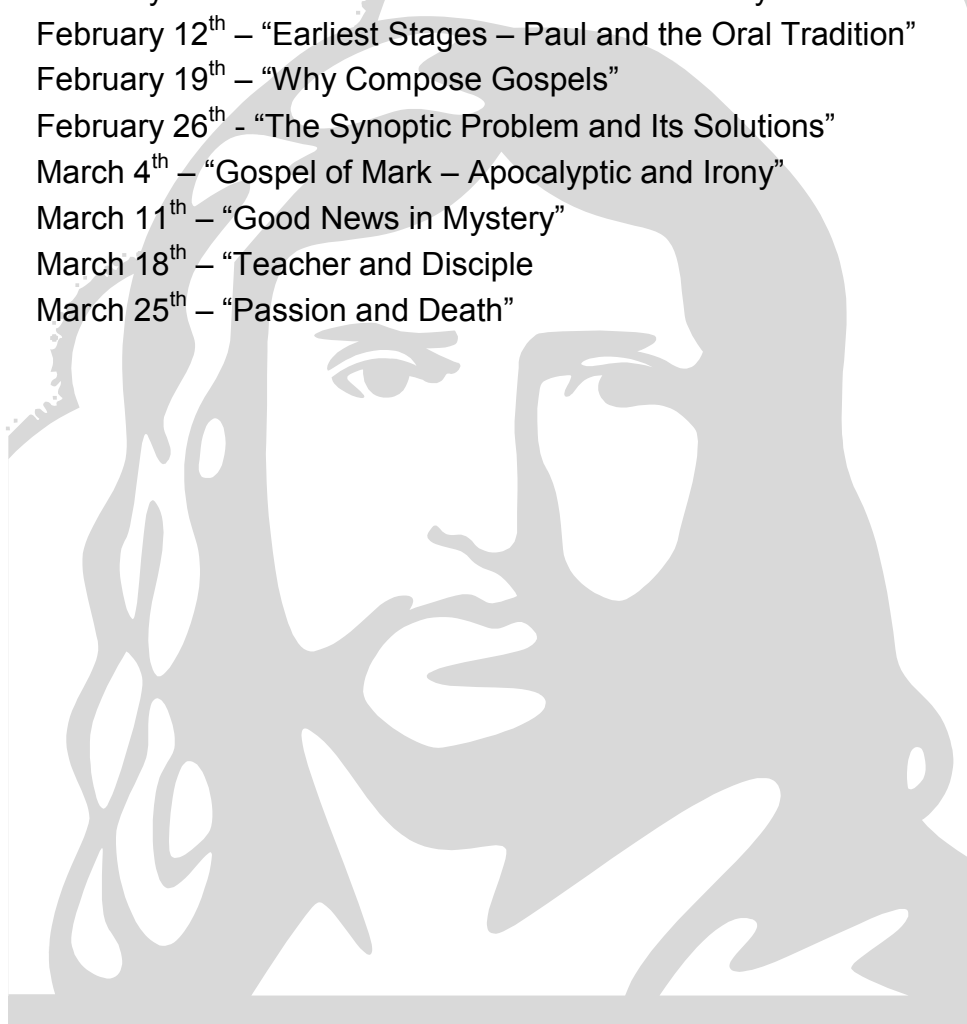 February 12th – “Earliest Stages – Paul and the Oral Tradition”
February 19th – “Why Compose Gospels”
February 26th - “The Synoptic Problem and Its Solutions”
March 4th – “Gospel of Mark – Apocalyptic and Irony”
March 11th – “Good News in Mystery”
March 18th – “Teacher and Disciple
March 25th – “Passion and Death”